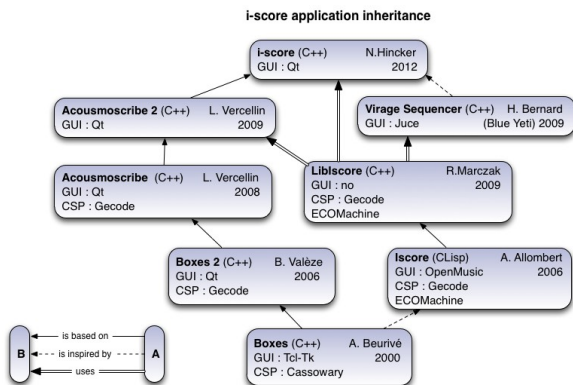 i-score application inheritance
i-score (C++) N.Hincker
GUI : Qt 2012
Acousmoscribe 2 (C++) L. Vercellin
GUI : Qt 2009
Virage Sequencer (C++) H. Bernard
GUI : Juce (Blue Yeti) 2009
Acousmoscribe (C++) L. Vercellin
GUI : Qt 2008
CSP : Gecode
LibIscore (C++) R.Marczak
GUI : no 2009
CSP : Gecode
ECOMachine
Boxes 2 (C++) B. Valèze
GUI : Qt 2006
CSP : Gecode
Iscore (CLisp) A. Allombert
GUI : OpenMusic 2006
CSP : Gecode
ECOMachine
Boxes (C++) A. Beurivé
GUI : Tcl-Tk 2000
CSP : Cassowary
is based on
B is inspired by A
uses